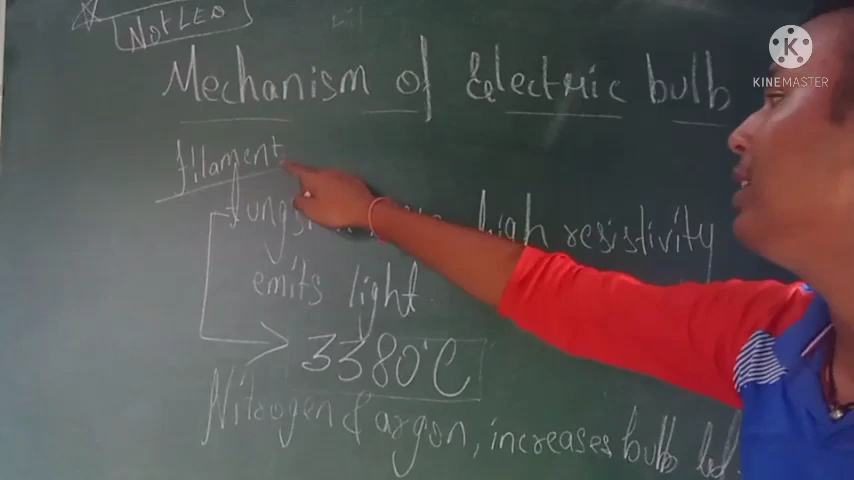 Not LED
Mechanism of Electric bulb
KINEMASTER
filament
high resistivity
emits light
3380°C
Nitrogen & argon, increases bulb